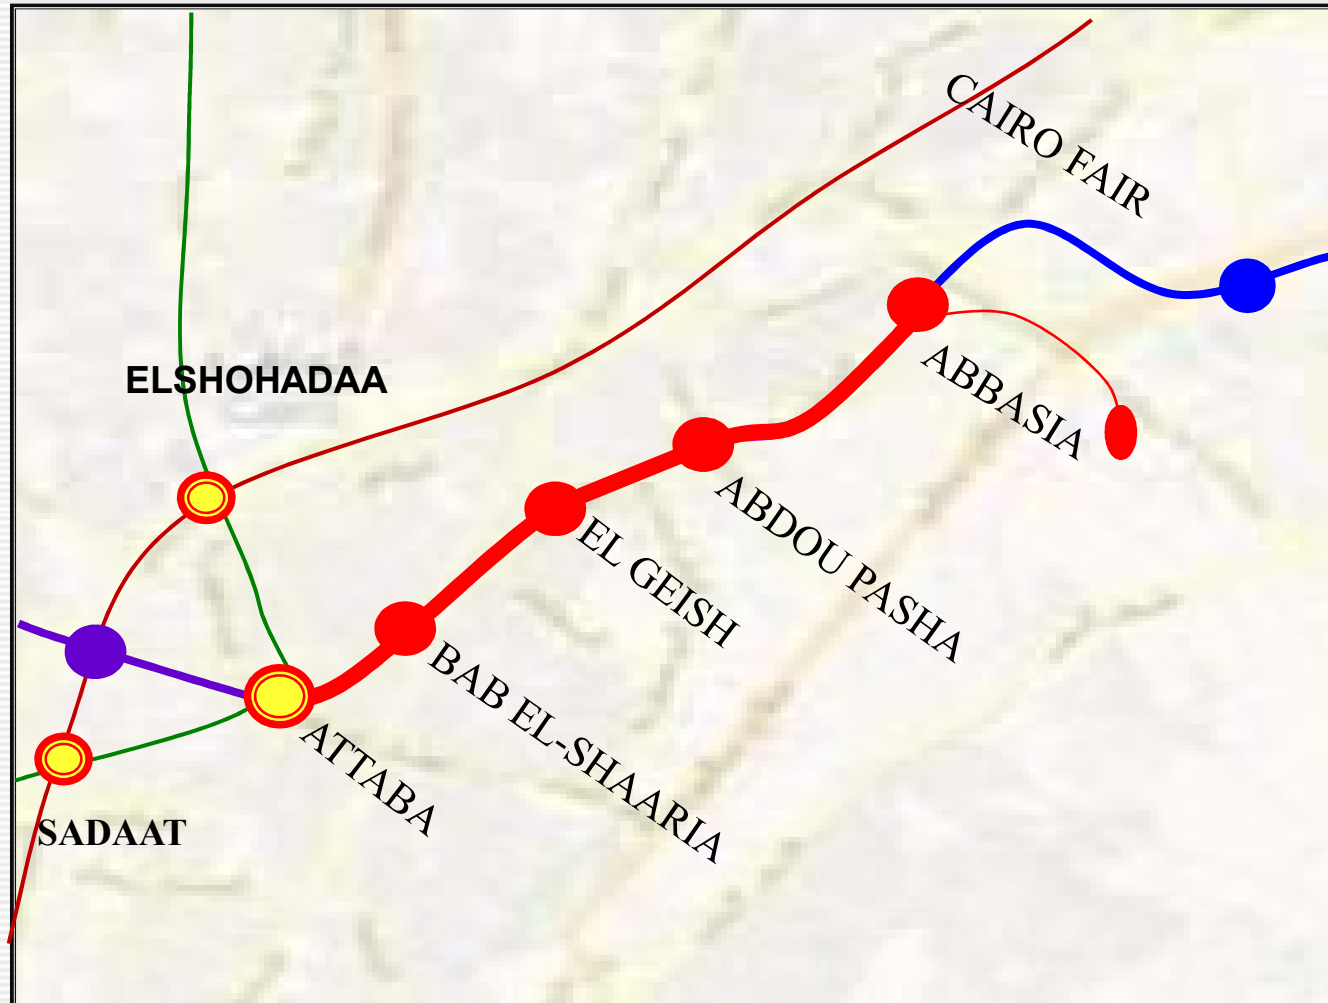 CAIRO FAIR
ELSHOHADAA
ABBASIA
ABDOU PASHA
EL GEISH
BAB EL-SHAARIA
ATTABA
SADAAT